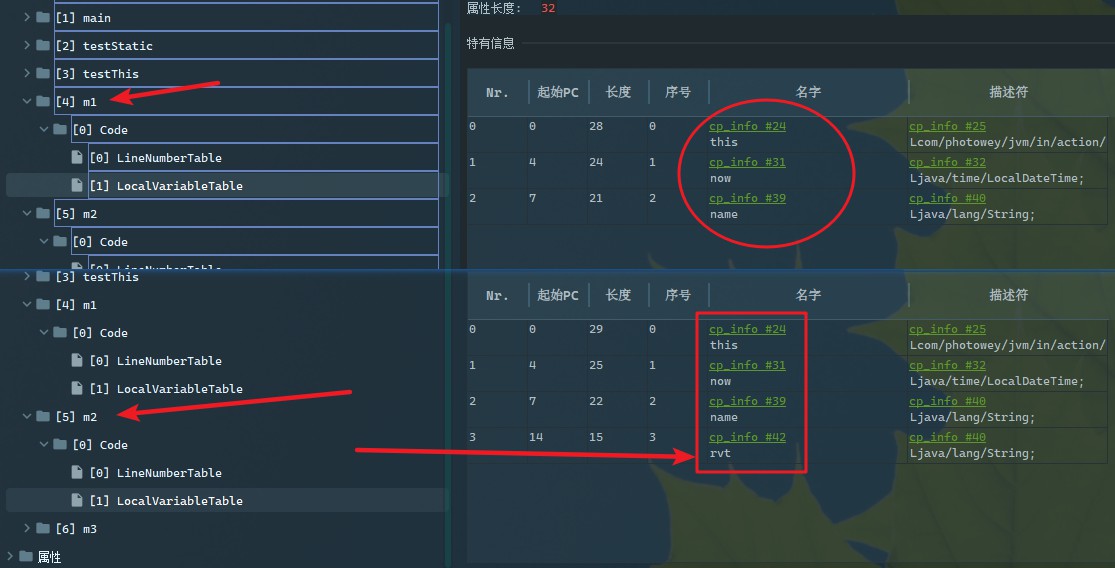 [1] main
[2] testStatic
[3] testThis
[4] m1
[0] Code
[0] LineNumberTable
[1] LocalVariableTable
[5] m2
[0] Code
[0] LineNumberTable
属性长度: 32
特有信息
Nr. 起始PC 长度 序号 名字 描述符
0 0 28 0 cp_info #24 cp_info #25
this Lcom/photowey/jvm/in/action/
1 4 24 1 cp_info #31 cp_info #32
now Ljava/time/LocalDateTime;
2 7 21 2 cp_info #39 cp_info #40
name Ljava/lang/String;
[3] testThis
[4] m1
[0] Code
[0] LineNumberTable
[1] LocalVariableTable
[5] m2
[0] Code
[0] LineNumberTable
[1] LocalVariableTable
[6] m3
属性
Nr. 起始PC 长度 序号 名字 描述符
0 0 29 0 cp_info #24 cp_info #25
this Lcom/photowey/jvm/in/action/
1 4 25 1 cp_info #31 cp_info #32
now Ljava/time/LocalDateTime;
2 7 22 2 cp_info #39 cp_info #40
name Ljava/lang/String;
3 14 15 3 cp_info #42 cp_info #40
rvt Ljava/lang/String;